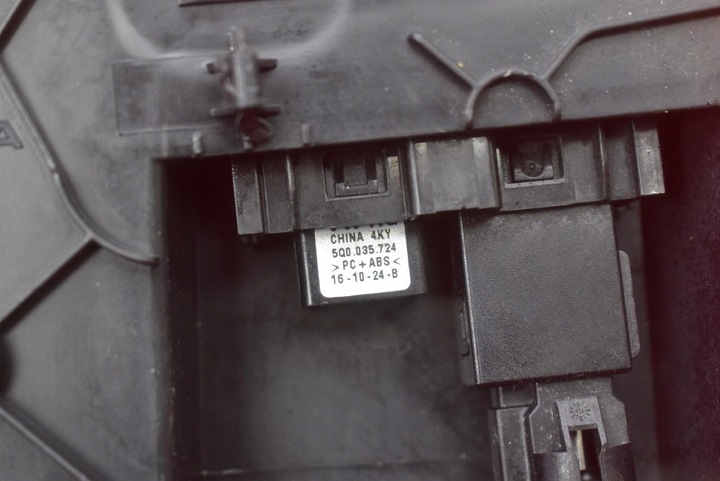 CHINA 4KY
5Q0.035.724
>PC+ABS<
16-10-24-B